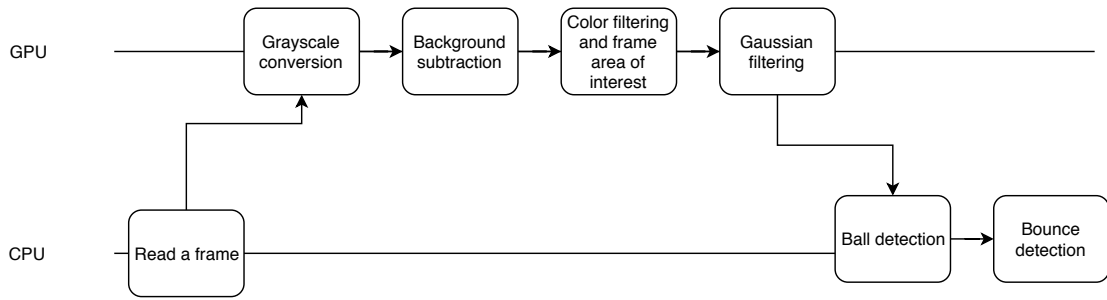 GPU
Grayscale
conversion
Background
subtraction
Color filtering
and frame
area of
interest
Gaussian
filtering
CPU
Read a frame
Ball detection
Bounce
detection